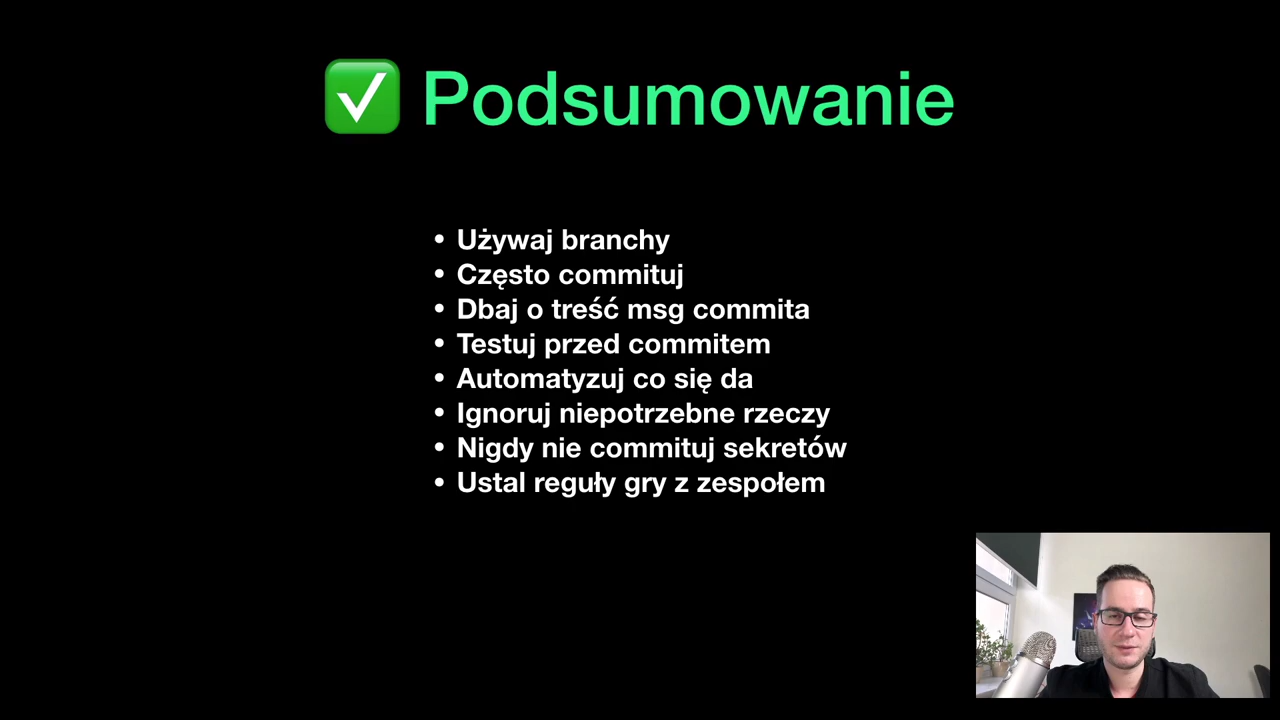 ✅ Podsumowanie
• Używaj branchy
• Często commituj
• Dbaj o treść msg commita
• Testuj przed commitem
• Automatyzuj co się da
• Ignoruj niepotrzebne rzeczy
• Nigdy nie commituj sekretów
• Ustal reguły gry z zespołem